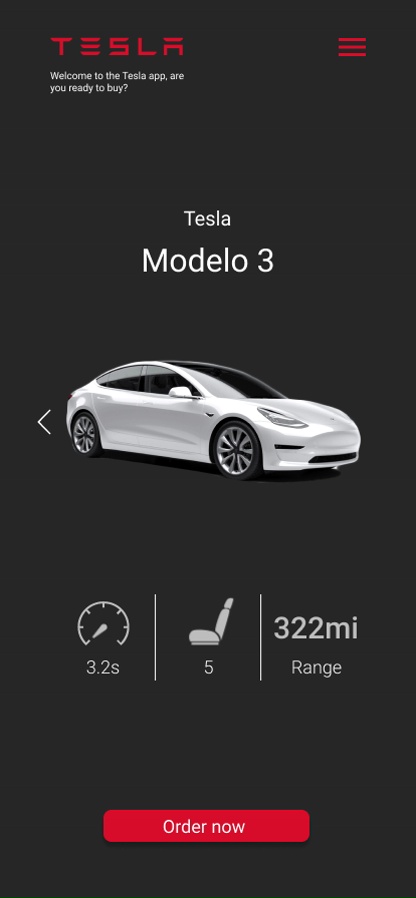 TESLA
Welcome to the Tesla app, are
you ready to buy?
Tesla
Modelo 3
322mi
3.2s
5
Range
Order now